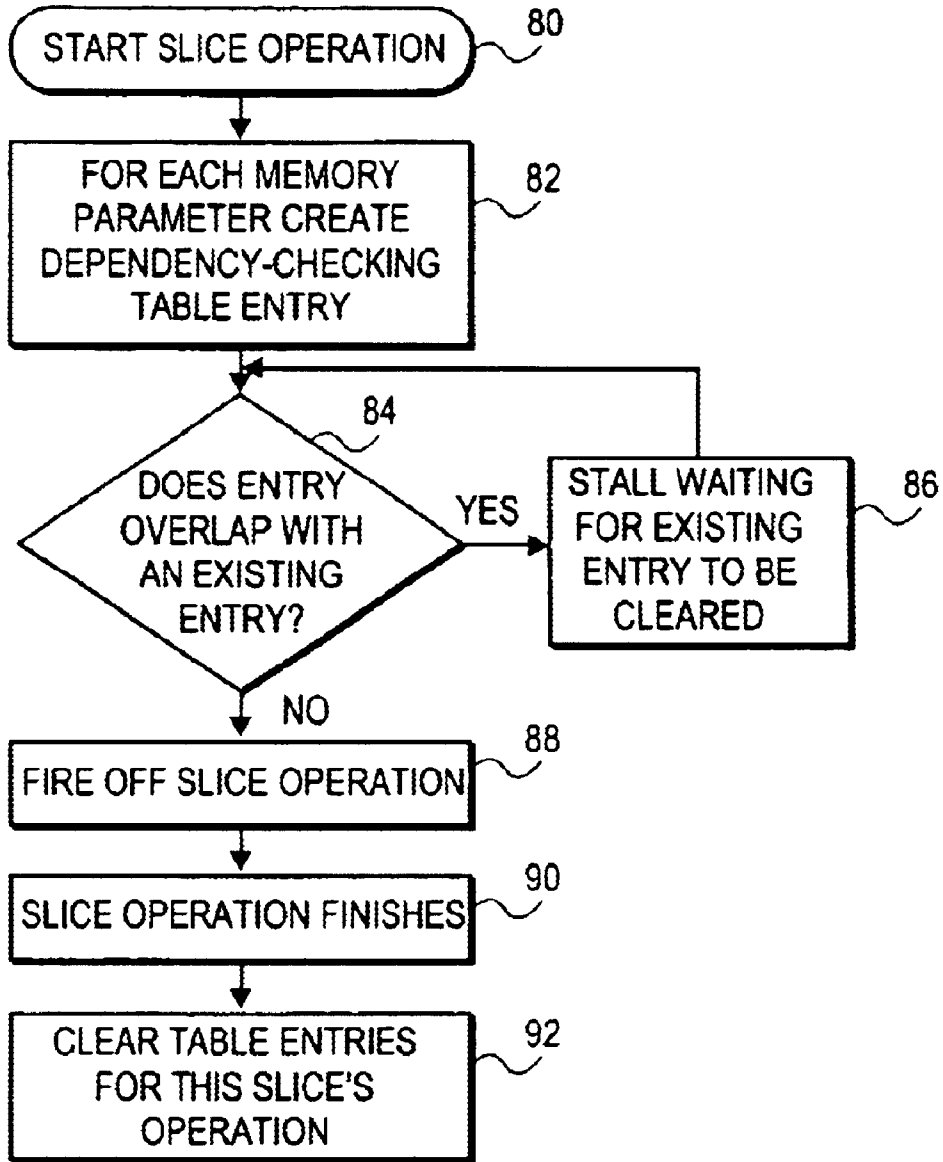 START SLICE OPERATION
80
FOR EACH MEMORY
PARAMETER CREATE
DEPENDENCY-CHECKING
TABLE ENTRY
82
84
DOES ENTRY
OVERLAP WITH
AN EXISTING
ENTRY?
YES
STALL WAITING
FOR EXISTING
ENTRY TO BE
CLEARED
86
NO
FIRE OFF SLICE OPERATION
88
SLICE OPERATION FINISHES
90
CLEAR TABLE ENTRIES
FOR THIS SLICE'S
OPERATION
92